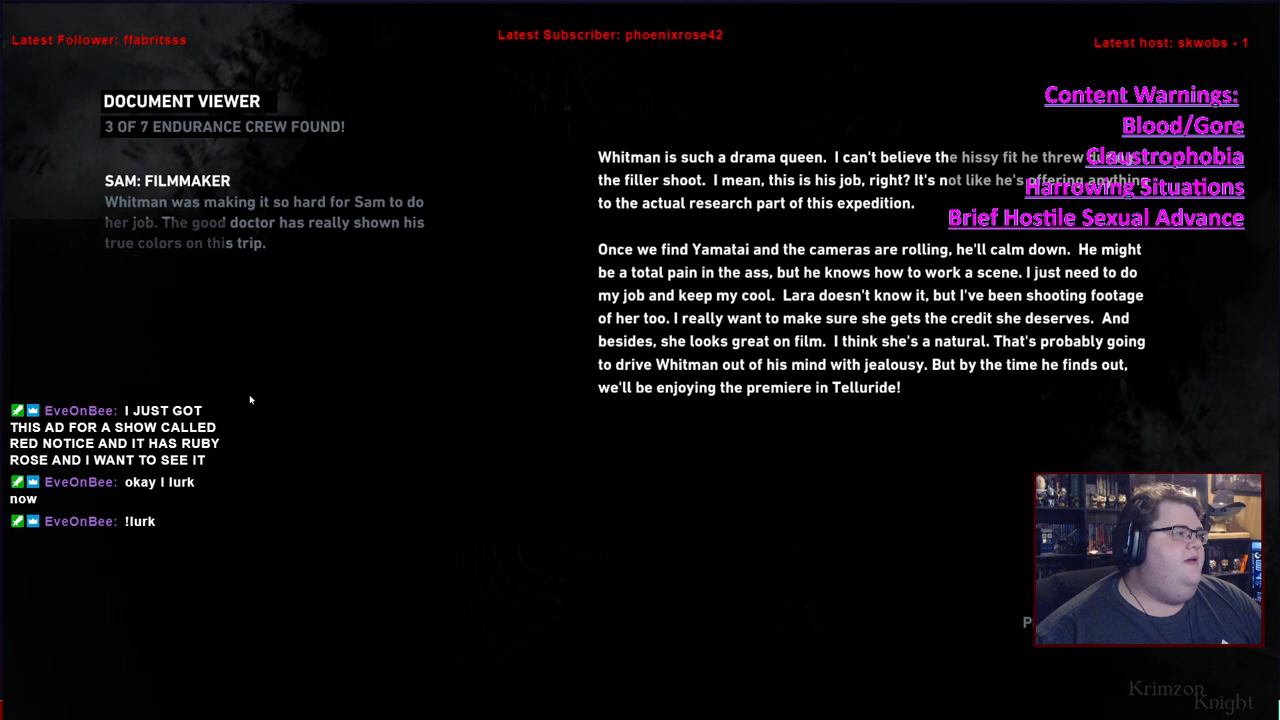 Latest Follower: ffabritsss
Latest Subscriber: phoenixrose42
Latest host: skwobs - 1
DOCUMENT VIEWER
3 OF 7 ENDURANCE CREW FOUND!
SAM: FILMMAKER
Whitman was making it so hard for Sam to do
her job. The good doctor has really shown his
true colors on this trip.
Content Warnings:
Blood/Gore
Claustrophobia
Harrowing Situations
Brief Hostile Sexual Advance
Whitman is such a drama queen. I can't believe the hissy fit he threw
the filler shoot. I mean, this is his job, right? It's not like he's offering anything
to the actual research part of this expedition.
Once we find Yamatai and the cameras are rolling, he'll calm down. He might
be a total pain in the ass, but he knows how to work a scene. I just need to do
my job and keep my cool. Lara doesn't know it, but I've been shooting footage
of her too. I really want to make sure she gets the credit she deserves. And
besides, she looks great on film. I think she's a natural. That's probably going
to drive Whitman out of his mind with jealousy. But by the time he finds out,
we'll be enjoying the premiere in Telluride!
EveOnBee: I JUST GOT
THIS AD FOR A SHOW CALLED
RED NOTICE AND IT HAS RUBY
ROSE AND I WANT TO SEE IT
EveOnBee: okay I lurk
now
EveOnBee: !lurk
Krimzon
Knight